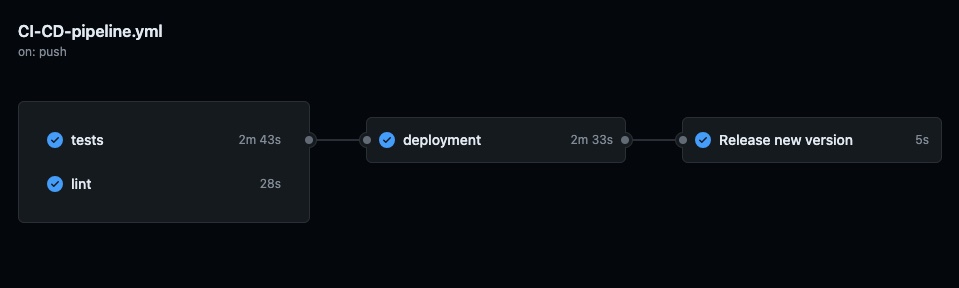 CI-CD-pipeline.yml
on: push
tests 2m 43s
lint 28s
deployment 2m 33s
Release new version 5s